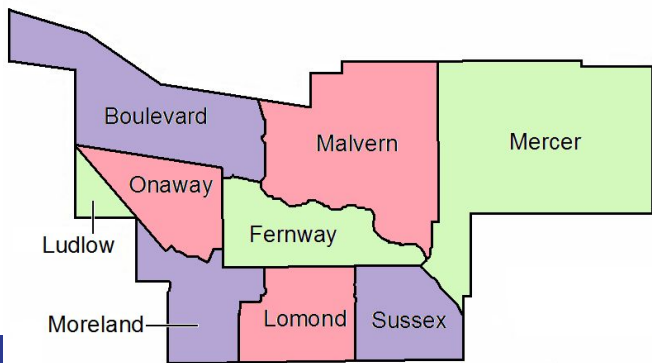 Boulevard
Malvern
Mercer
Onaway
Fernway
Ludlow
Moreland
Lomond
Sussex